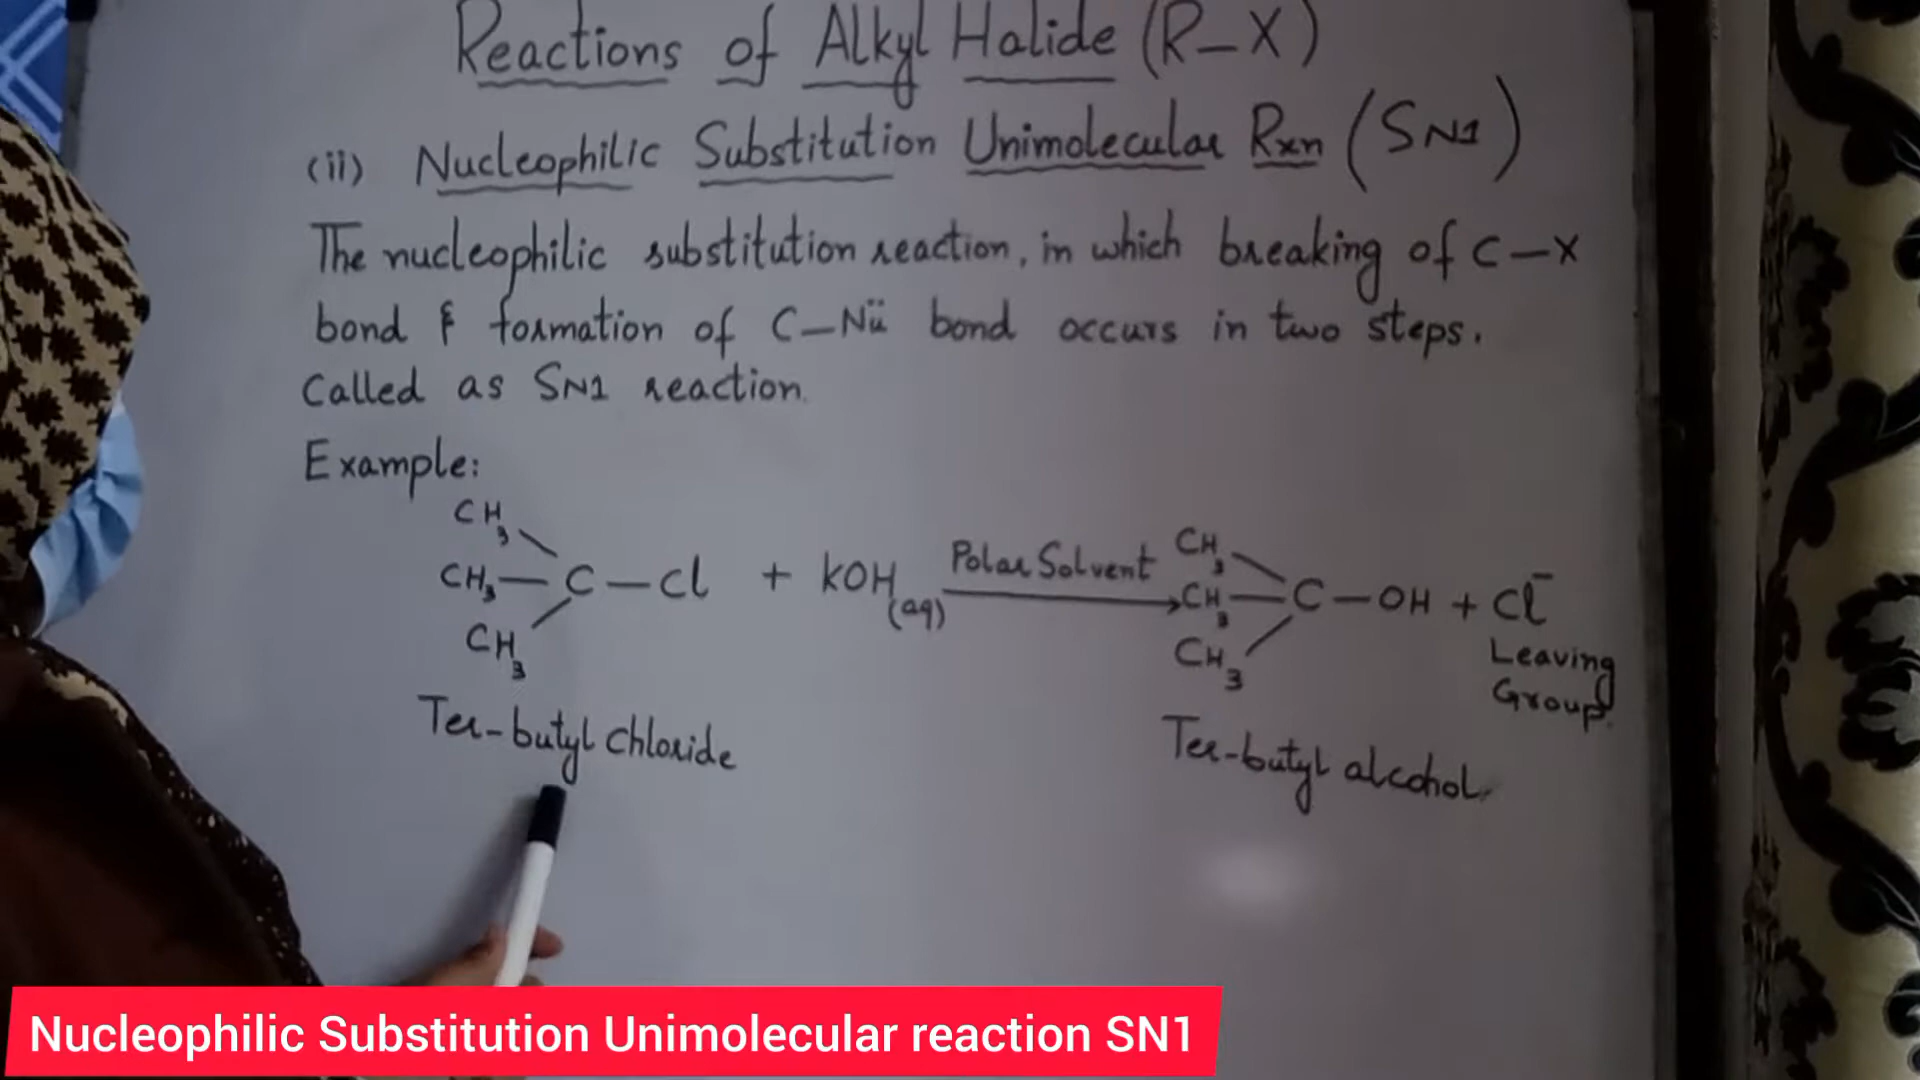 Reactions of Alkyl Halide (R-X)
(ii) Nucleophilic Substitution Unimolecular Rxn (SN1)
The nucleophilic substitution reaction, in which breaking of C-X
bond & formation of C-Nü bond occurs in two steps.
Called as SN1 reaction.
Example:
CH3
CH3-C-Cl + KOH(aq) Polar Solvent → CH3-C-OH + Cl⁻
CH3
CH3
CH3
Leaving
Group.
Ter-butyl chloride
Ter-butyl alcohol.
Nucleophilic Substitution Unimolecular reaction SN1